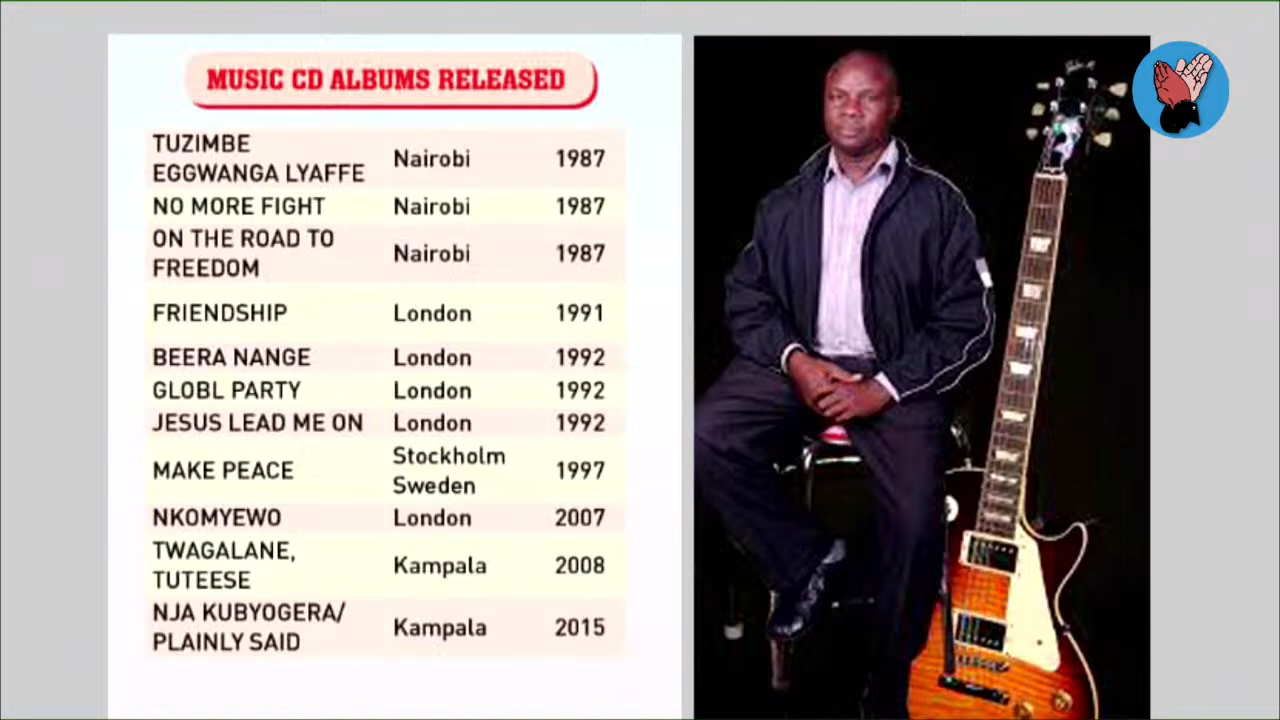 MUSIC CD ALBUMS RELEASED
TUZIMBE
EGGWANGA LYAFFE Nairobi 1987
NO MORE FIGHT Nairobi 1987
ON THE ROAD TO
FREEDOM Nairobi 1987
FRIENDSHIP London 1991
BEERA NANGE London 1992
GLOBL PARTY London 1992
JESUS LEAD ME ON London 1992
MAKE PEACE Stockholm
Sweden 1997
NKOMYEWO London 2007
TWAGALANE,
TUTEESE Kampala 2008
NJA KUBYOGERA/
PLAINLY SAID Kampala 2015